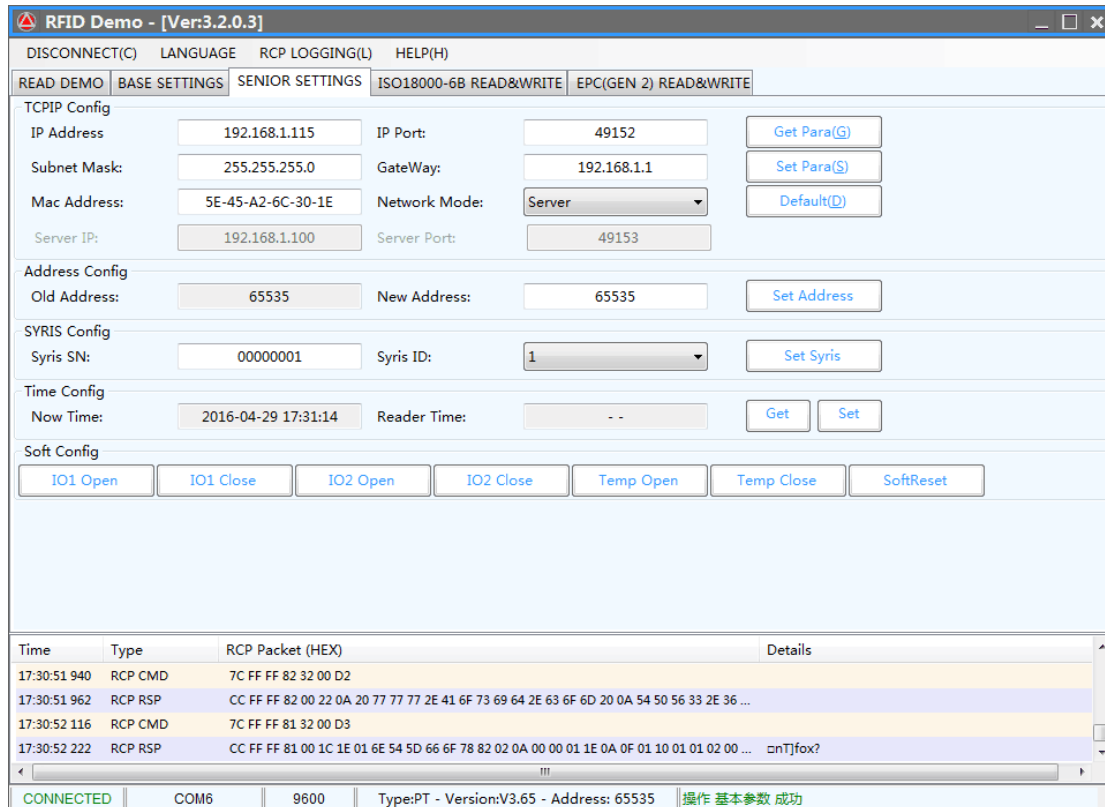 RFID Demo - [Ver:3.2.0.3]
DISCONNECT(C) LANGUAGE RCP LOGGING(L) HELP(H)
READ DEMO BASE SETTINGS SENIOR SETTINGS ISO18000-6B READ&WRITE EPC(GEN 2) READ&WRITE
TCPIP Config
IP Address 192.168.1.115 IP Port: 49152 Get Para(G)
Subnet Mask: 255.255.255.0 GateWay: 192.168.1.1 Set Para(S)
Mac Address: 5E-45-A2-6C-30-1E Network Mode: Server Default(D)
Server IP: 192.168.1.100 Server Port: 49153
Address Config
Old Address: 65535 New Address: 65535 Set Address
SYRIS Config
Syris SN: 00000001 Syris ID: 1 Set Syris
Time Config
Now Time: 2016-04-29 17:31:14 Reader Time: - - Get Set
Soft Config
IO1 Open IO1 Close IO2 Open IO2 Close Temp Open Temp Close SoftReset
Time Type RCP Packet (HEX) Details
17:30:51 940 RCP CMD 7C FF FF 82 32 00 D2
17:30:51 962 RCP RSP CC FF FF 82 00 22 0A 20 77 77 77 2E 41 6F 73 69 64 2E 63 6F 6D 20 0A 54 50 56 33 2E 36 ...
17:30:52 116 RCP CMD 7C FF FF 81 32 00 D3
17:30:52 222 RCP RSP CC FF FF 81 00 1C 1E 01 6E 54 5D 66 6F 78 82 02 0A 00 00 01 1E 0A 0F 01 10 01 01 02 00 ... □nT]fox?
CONNECTED COM6 9600 Type:PT - Version:V3.65 - Address: 65535 操作 基本参数 成功